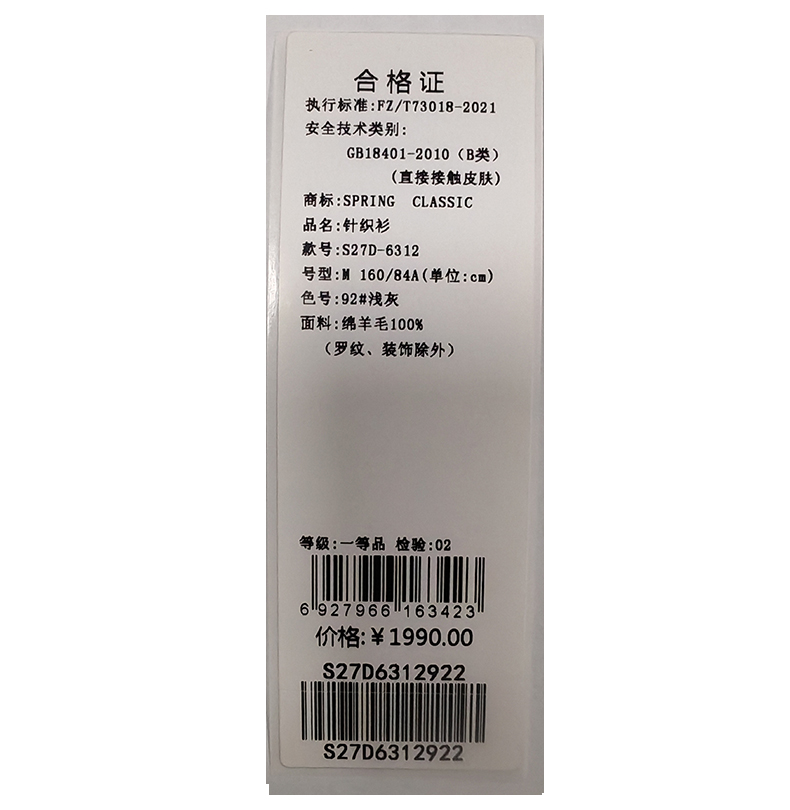 合格证
执行标准:FZ/T73018-2021
安全技术类别:
GB18401-2010（B类）
(直接接触皮肤)
商标:SPRING CLASSIC
品名:针织衫
款号:S27D-6312
号型:M 160/84A(单位:cm)
色号:92#浅灰
面料:绵羊毛100%
（罗纹、装饰除外）
等级:一等品 检验:02
6 927966 163423
价格:￥1990.00
S27D6312922
S27D6312922